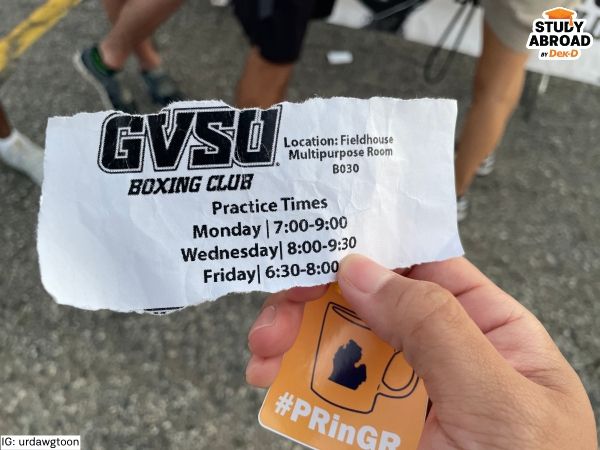 STUDY
ABROAD
BY DEK-D
GVSU
BOXING CLUB
Location: Fieldhouse
Multipurpose Room
B030
Practice Times
Monday | 7:00-9:00
Wednesday| 8:00-9:30
Friday| 6:30-8:00
#PRinGR
IG: urdawgtoon